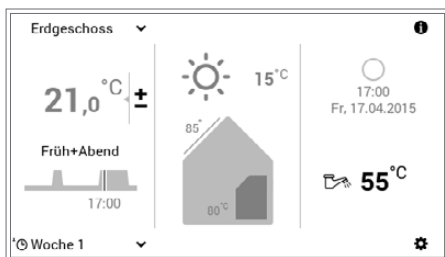 Erdgeschoss
21,0°C ±
Früh+Abend
17:00
Woche 1
15°C
85°
80°C
17:00
Fr, 17.04.2015
55°C